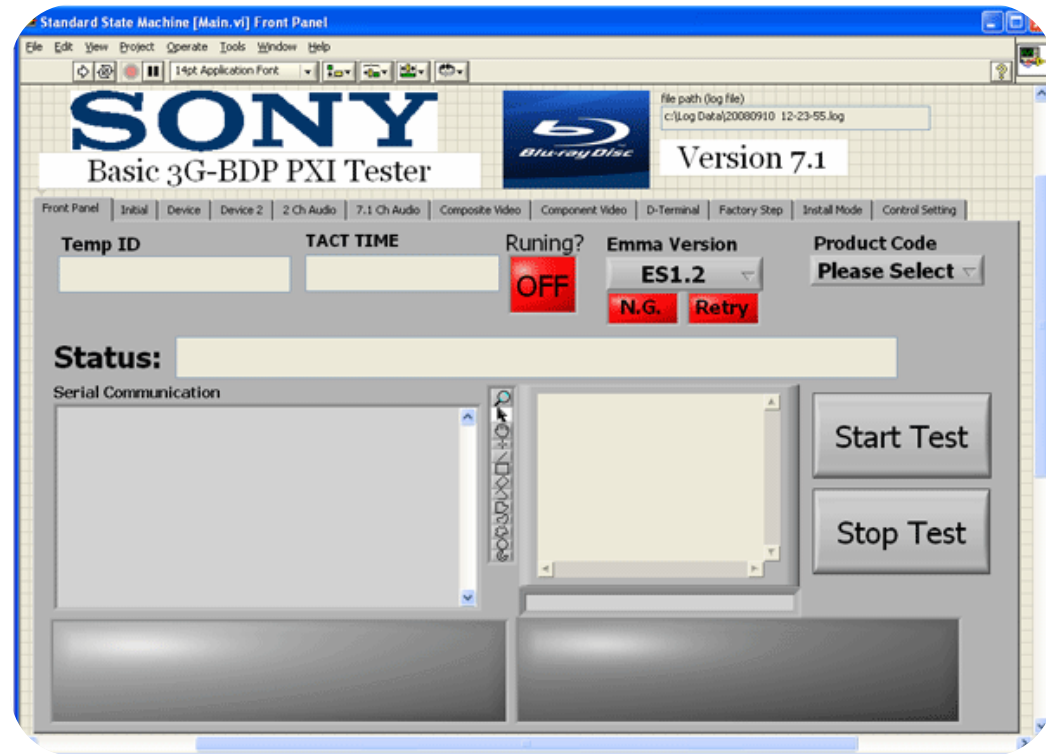 Standard State Machine [Main.vi] Front Panel
File Edit View Project Operate Tools Window Help
14pt Application Font
SONY
Basic 3G-BDP PXI Tester
Blu-ray Disc
file path (log file)
c:\Log Data\20080910 12-23-55.log
Version 7.1
Front Panel Initial Device Device 2 2 Ch Audio 7.1 Ch Audio Composite Video Component Video D-Terminal Factory Step Install Mode Control Setting
Temp ID
TACT TIME
Runing?
OFF
Emma Version
ES1.2
N.G. Retry
Product Code
Please Select
Status:
Serial Communication
Start Test
Stop Test